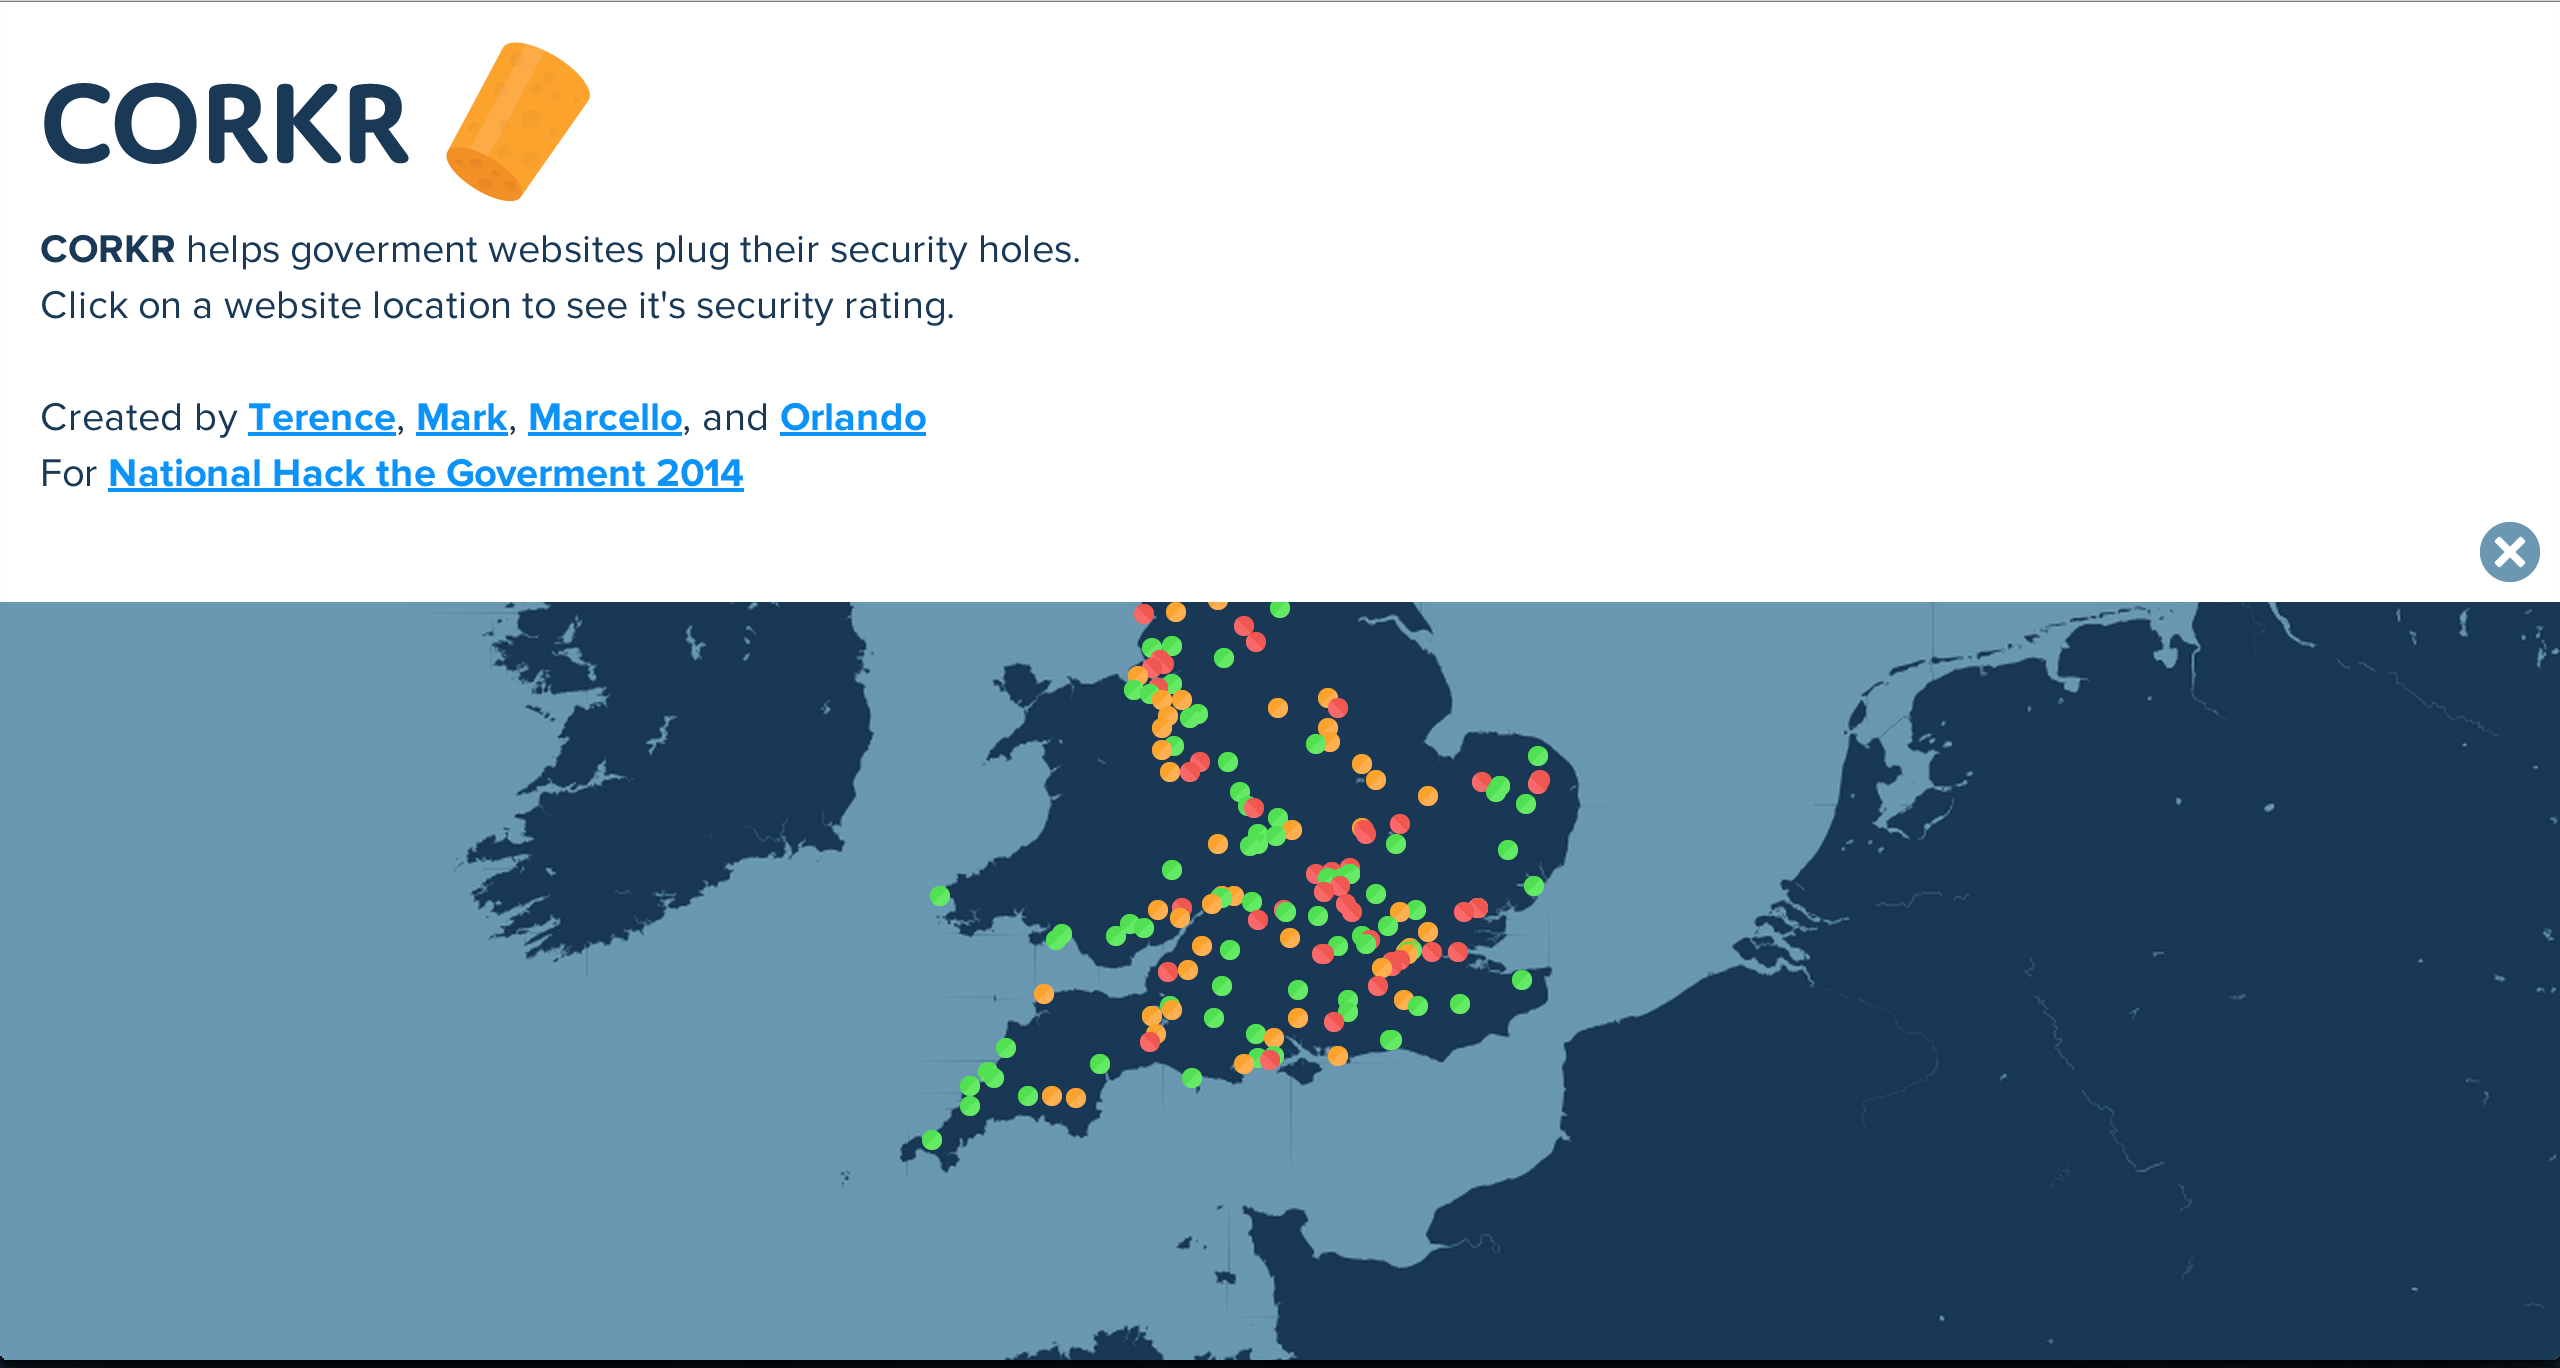 CORKR
CORKR helps goverment websites plug their security holes.
Click on a website location to see it's security rating.
Created by Terence, Mark, Marcello, and Orlando
For National Hack the Goverment 2014